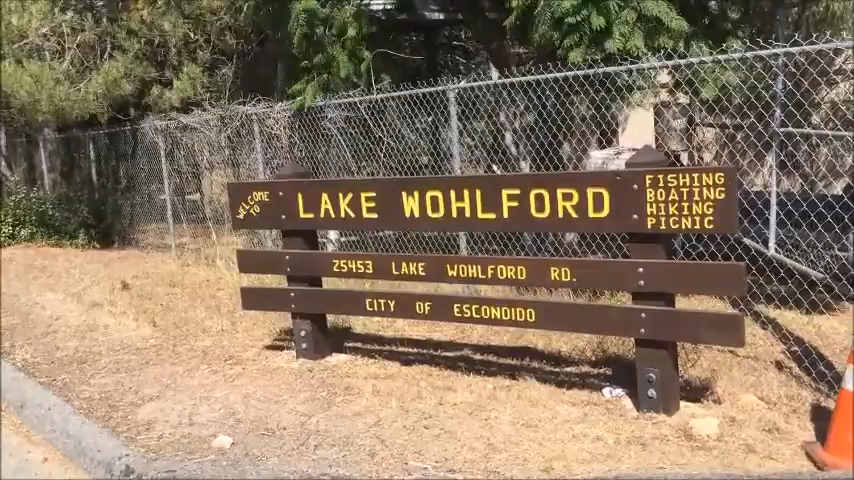 WELCOME
TO
LAKE WOHLFORD
FISHING
BOATING
HIKING
PICNIC
25453 LAKE WOHLFORD RD.
CITY OF ESCONDIDO